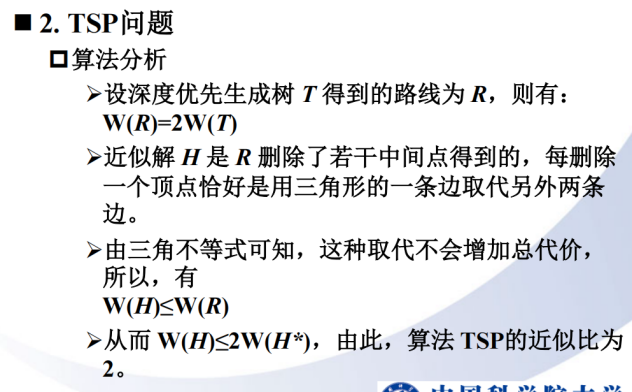 ■ 2. TSP问题
算法分析
➢设深度优先生成树 T 得到的路线为 R，则有：
W(R)=2W(T)
➢近似解 H 是 R 删除了若干中间点得到的，每删除
一个顶点恰好是用三角形的一条边取代另外两条
边。
➢由三角不等式可知，这种取代不会增加总代价，
所以，有
W(H)≤W(R)
➢从而 W(H)≤2W(H*)，由此，算法 TSP的近似比为
2。
中国科学院大学